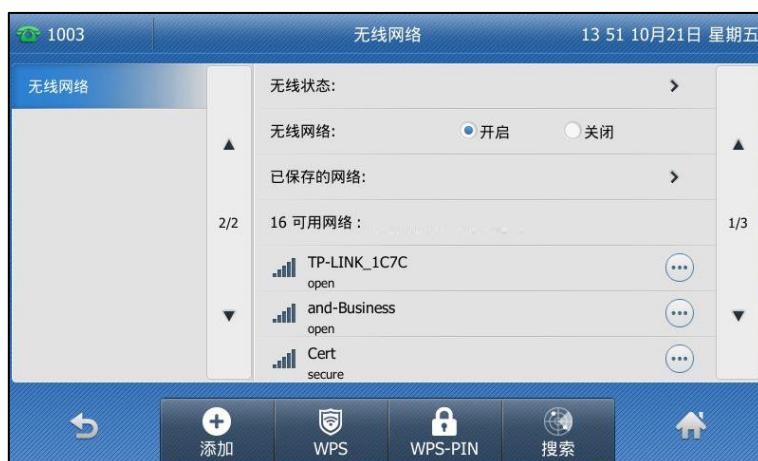 1003 无线网络 13 51 10月21日 星期五
无线网络
2/2
无线状态:
无线网络: 开启 关闭
已保存的网络:
16 可用网络 :
TP-LINK_1C7C
open
and-Business
open
Cert
secure
1/3
添加 WPS WPS-PIN 搜索